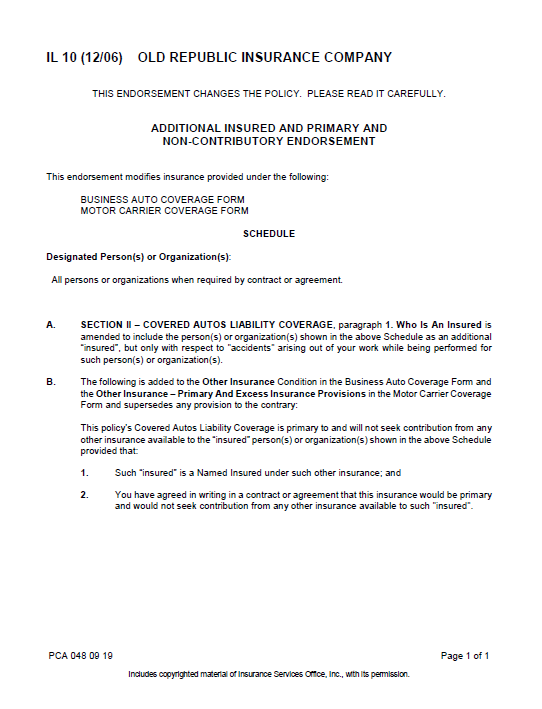 IL 10 (12/06) OLD REPUBLIC INSURANCE COMPANY
THIS ENDORSEMENT CHANGES THE POLICY. PLEASE READ IT CAREFULLY.
ADDITIONAL INSURED AND PRIMARY AND
NON-CONTRIBUTORY ENDORSEMENT
This endorsement modifies insurance provided under the following:
BUSINESS AUTO COVERAGE FORM
MOTOR CARRIER COVERAGE FORM
SCHEDULE
Designated Person(s) or Organization(s):
All persons or organizations when required by contract or agreement.
A. SECTION II – COVERED AUTOS LIABILITY COVERAGE, paragraph 1. Who Is An Insured is
amended to include the person(s) or organization(s) shown in the above Schedule as an additional
"insured", but only with respect to "accidents" arising out of your work while being performed for
such person(s) or organization(s).
B. The following is added to the Other Insurance Condition in the Business Auto Coverage Form and
the Other Insurance – Primary And Excess Insurance Provisions in the Motor Carrier Coverage
Form and supersedes any provision to the contrary:
This policy's Covered Autos Liability Coverage is primary to and will not seek contribution from any
other insurance available to the "insured" person(s) or organization(s) shown in the above Schedule
provided that:
1. Such "insured" is a Named Insured under such other insurance; and
2. You have agreed in writing in a contract or agreement that this insurance would be primary
and would not seek contribution from any other insurance available to such "insured".
PCA 048 09 19 Page 1 of 1
Includes copyrighted material of Insurance Services Office, Inc., with its permission.